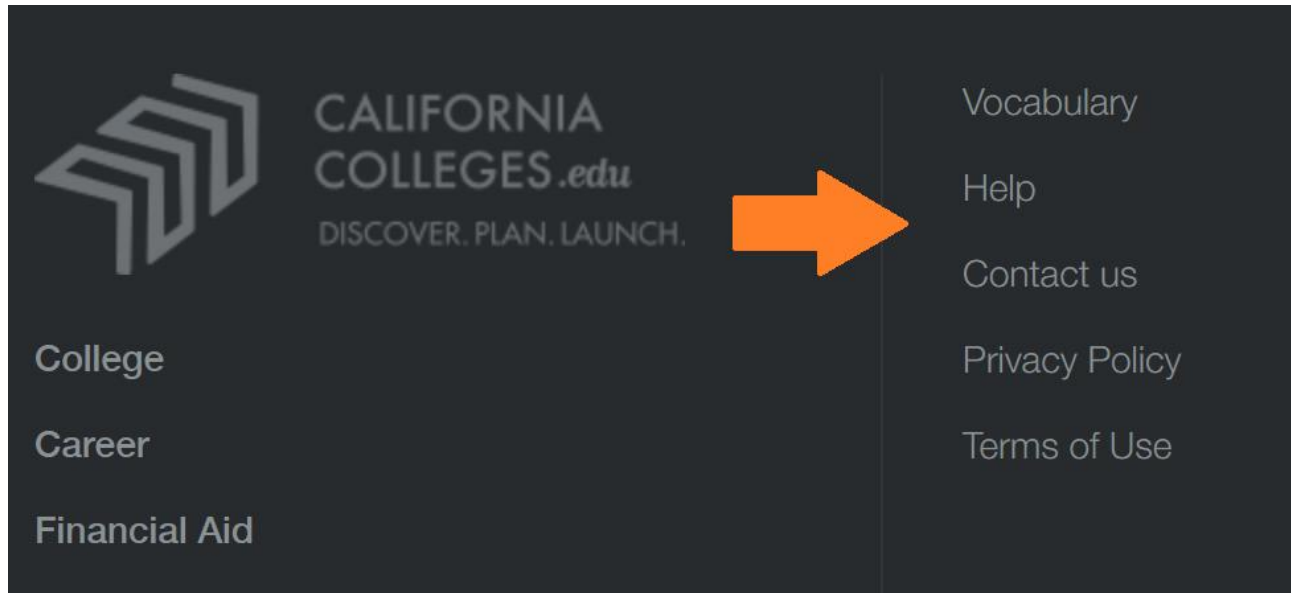 CALIFORNIA
COLLEGES.edu
DISCOVER. PLAN. LAUNCH.
College
Career
Financial Aid
Vocabulary
Help
Contact us
Privacy Policy
Terms of Use